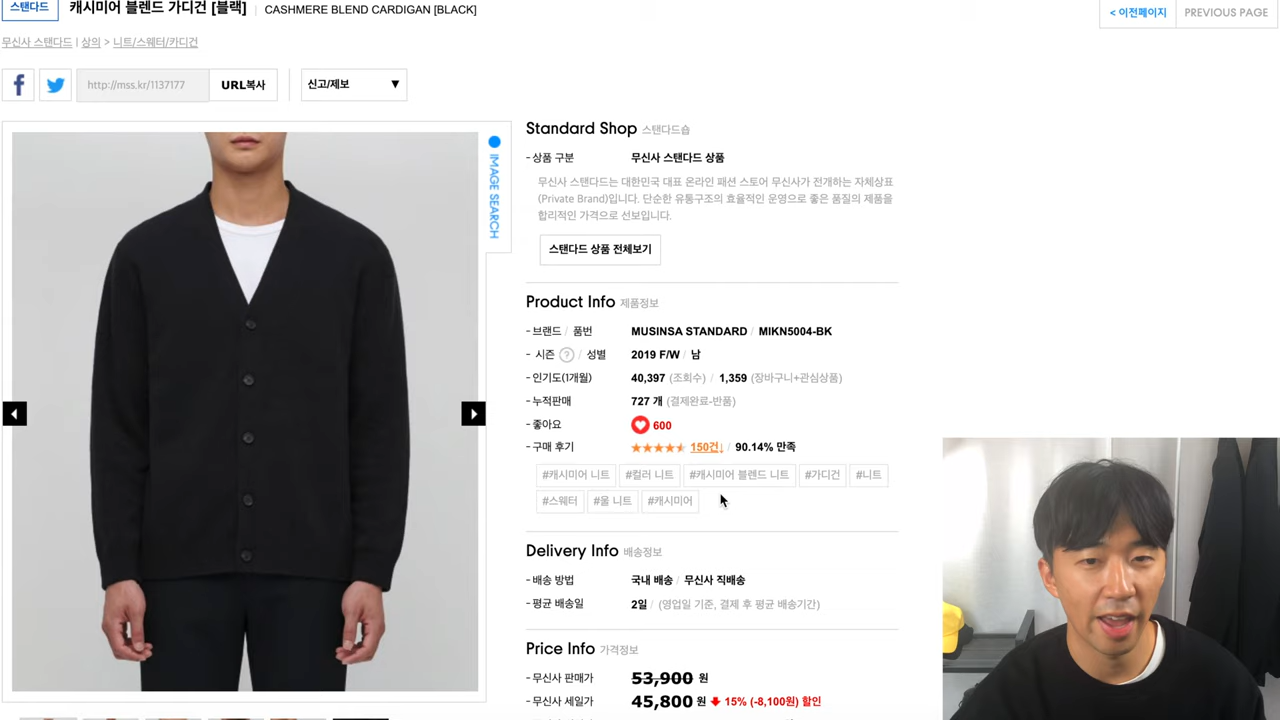 스탠다드
캐시미어 블렌드 가디건 [블랙] | CASHMERE BLEND CARDIGAN [BLACK]
< 이전페이지 PREVIOUS PAGE
무신사 스탠다드 | 상의 > 니트/스웨터/카디건
http://mss.kr/1137177 URL복사 신고/제보 ▼
IMAGE SEARCH
Standard Shop 스탠다드숍
- 상품 구분 무신사 스탠다드 상품
무신사 스탠다드는 대한민국 대표 온라인 패션 스토어 무신사가 전개하는 자체상표
(Private Brand)입니다. 단순한 유통구조의 효율적인 운영으로 좋은 품질의 제품을
합리적인 가격으로 선보입니다.
스탠다드 상품 전체보기
Product Info 제품정보
- 브랜드 / 품번 MUSINSA STANDARD / MIKN5004-BK
- 시즌 ? / 성별 2019 F/W / 남
- 인기도(1개월) 40,397 (조회수) / 1,359 (장바구니+관심상품)
- 누적판매 727 개 (결제완료-반품)
- 좋아요 600
- 구매 후기 150건↓ / 90.14% 만족
#캐시미어 니트 #컬러 니트 #캐시미어 블렌드 니트 #가디건 #니트
#스웨터 #울 니트 #캐시미어
Delivery Info 배송정보
- 배송 방법 국내 배송 / 무신사 직배송
- 평균 배송일 2일 / (영업일 기준, 결제 후 평균 배송기간)
Price Info 가격정보
- 무신사 판매가 53,900 원
- 무신사 세일가 45,800 원 15% (-8,100원) 할인